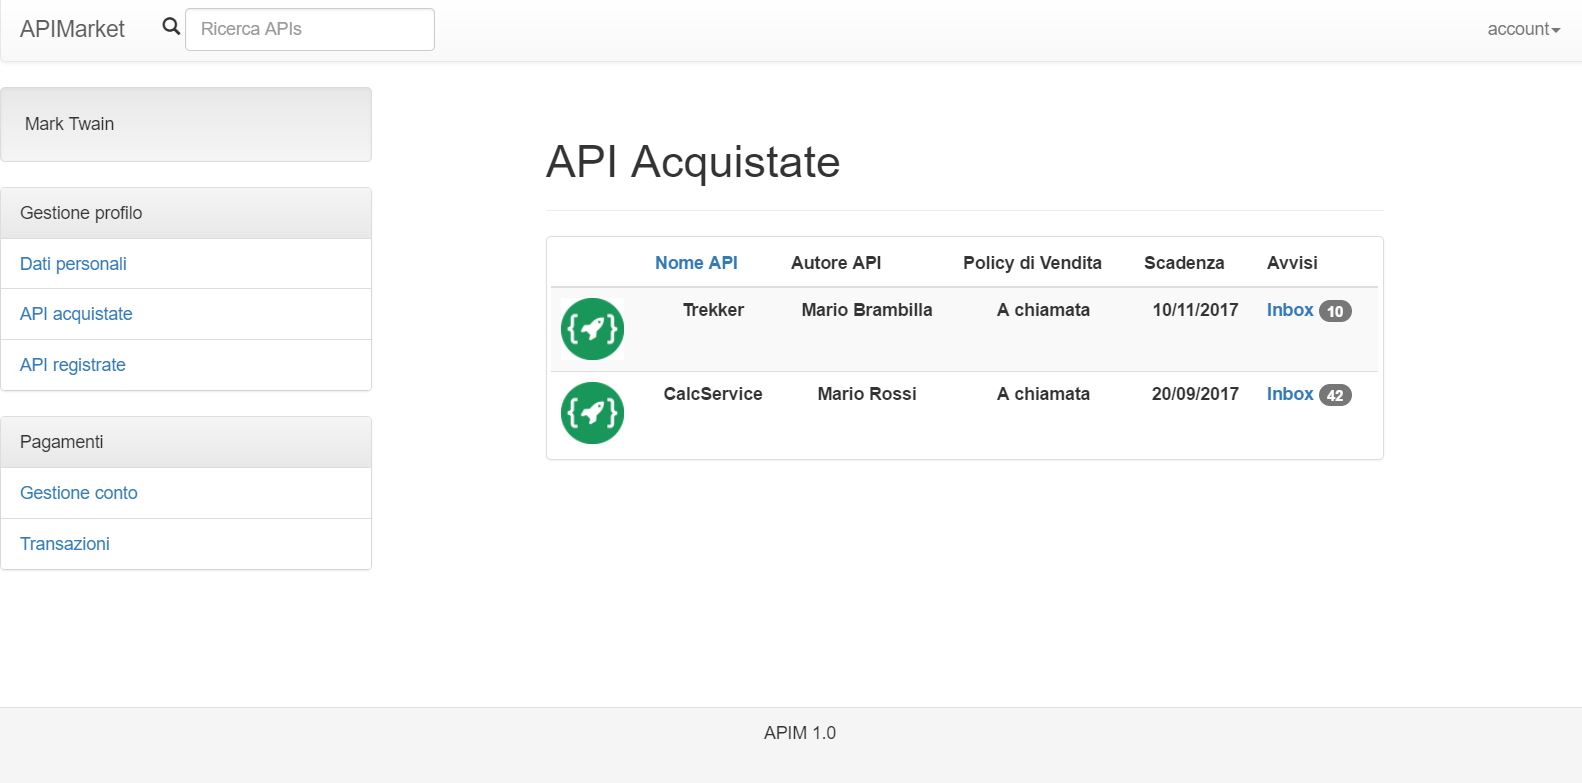 APIMarket Ricerca APIs account
Mark Twain
Gestione profilo
Dati personali
API acquistate
API registrate
Pagamenti
Gestione conto
Transazioni
API Acquistate
Nome API Autore API Policy di Vendita Scadenza Avvisi
Trekker Mario Brambilla A chiamata 10/11/2017 Inbox 10
CalcService Mario Rossi A chiamata 20/09/2017 Inbox 42
APIM 1.0